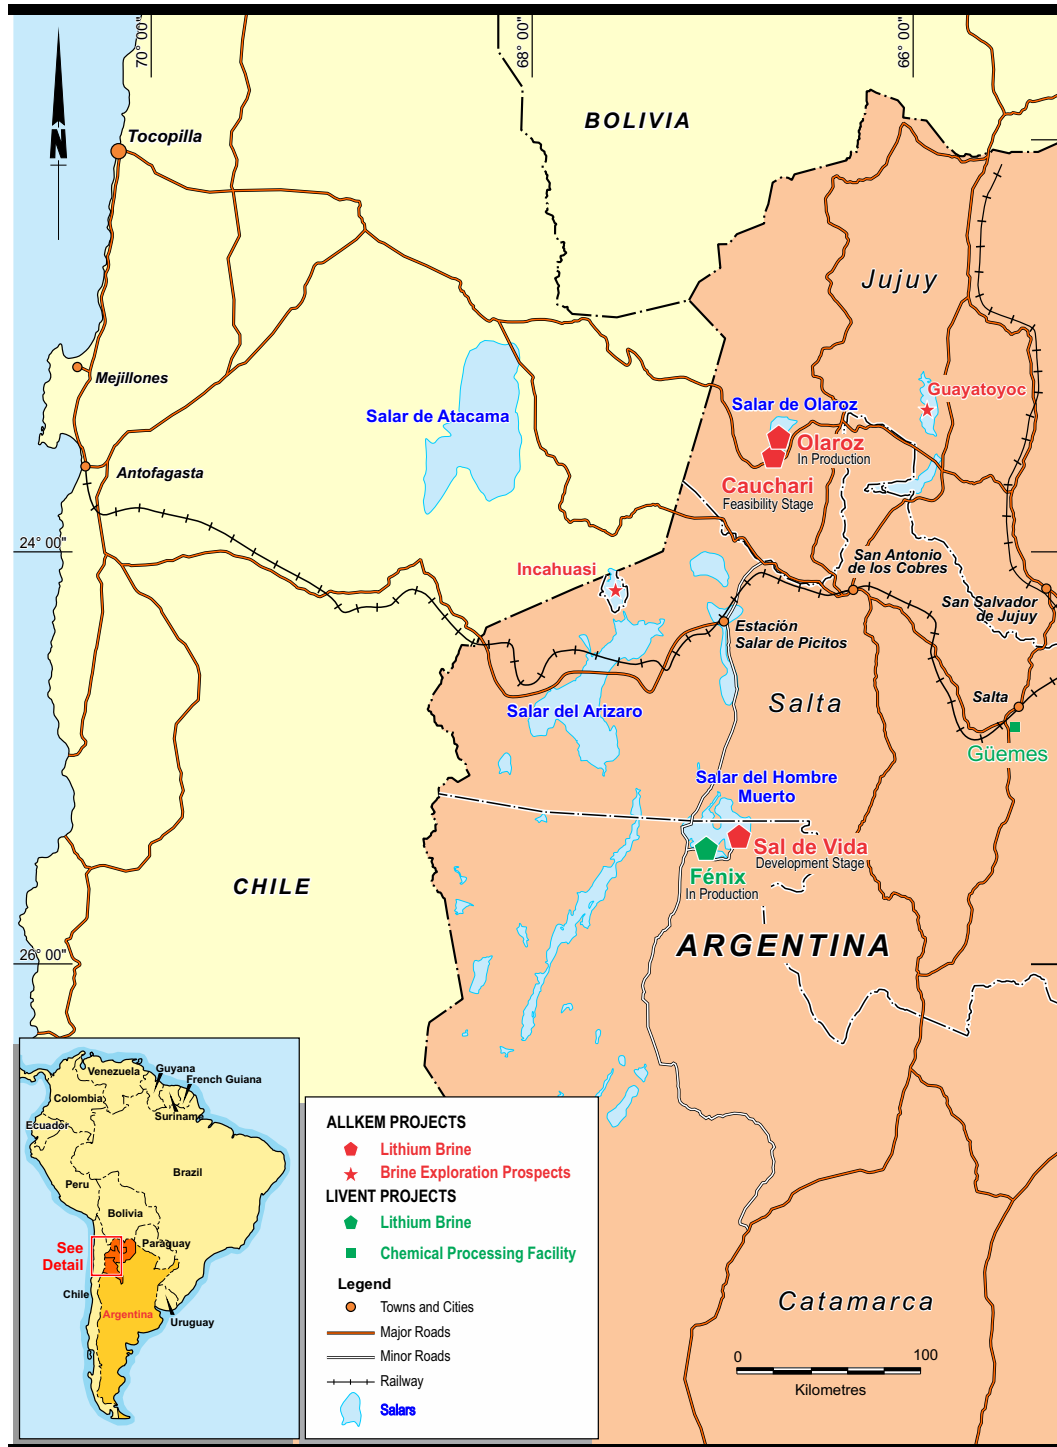 70° 00"
68° 00"
66° 00"
N
BOLIVIA
Tocopilla
Jujuy
Mejillones
Salar de Atacama
Guayatoyoc
Salar de Olaroz
Olaroz
In Production
Antofagasta
Cauchari
Feasibility Stage
24° 00"
San Antonio
de los Cobres
Incahuasi
San Salvador
de Jujuy
Estación
Salar de Picitos
Salta
Salta
Salar del Arizaro
Güemes
Salar del Hombre
Muerto
Sal de Vida
Development Stage
Fénix
In Production
CHILE
ARGENTINA
26° 00"
Venezuela
Guyana
French Guiana
Colombia
Suriname
Ecuador
Brazil
Peru
Bolivia
Paraguay
See
Detail
Chile
Argentina
Uruguay
ALLKEM PROJECTS
Lithium Brine
Brine Exploration Prospects
LIVENT PROJECTS
Lithium Brine
Chemical Processing Facility
Legend
Towns and Cities
Major Roads
Minor Roads
Railway
Salars
Catamarca
0
100
Kilometres